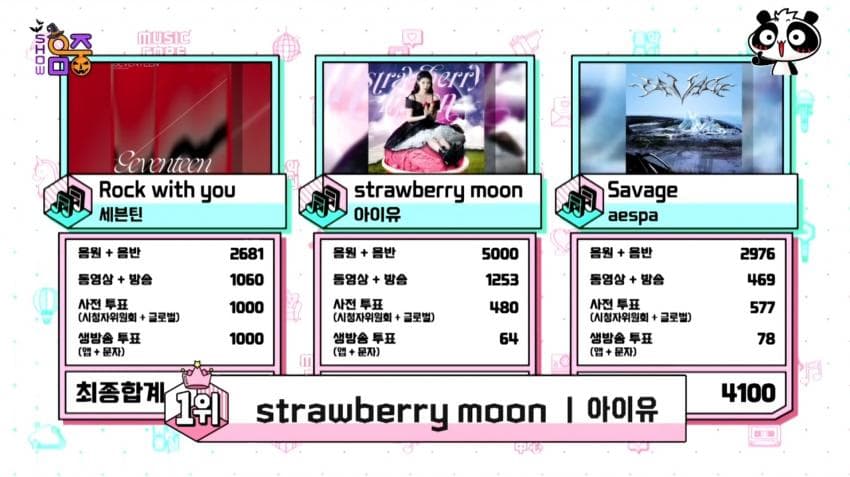 SHOW
음중
MUSIC
CORE
SEVENTEEN
Seventeen
Rock with you
세븐틴
음원 + 음반 2681
동영상 + 방송 1060
사전 투표 1000
(시청자위원회 + 글로벌)
생방송 투표 1000
(앱 + 문자)
최종합계
strawberry
moon
strawberry moon
아이유
음원 + 음반 5000
동영상 + 방송 1253
사전 투표 480
(시청자위원회 + 글로벌)
생방송 투표 64
(앱 + 문자)
SAVAGE
Savage
aespa
음원 + 음반 2976
동영상 + 방송 469
사전 투표 577
(시청자위원회 + 글로벌)
생방송 투표 78
(앱 + 문자)
4100
1위 strawberry moon | 아이유